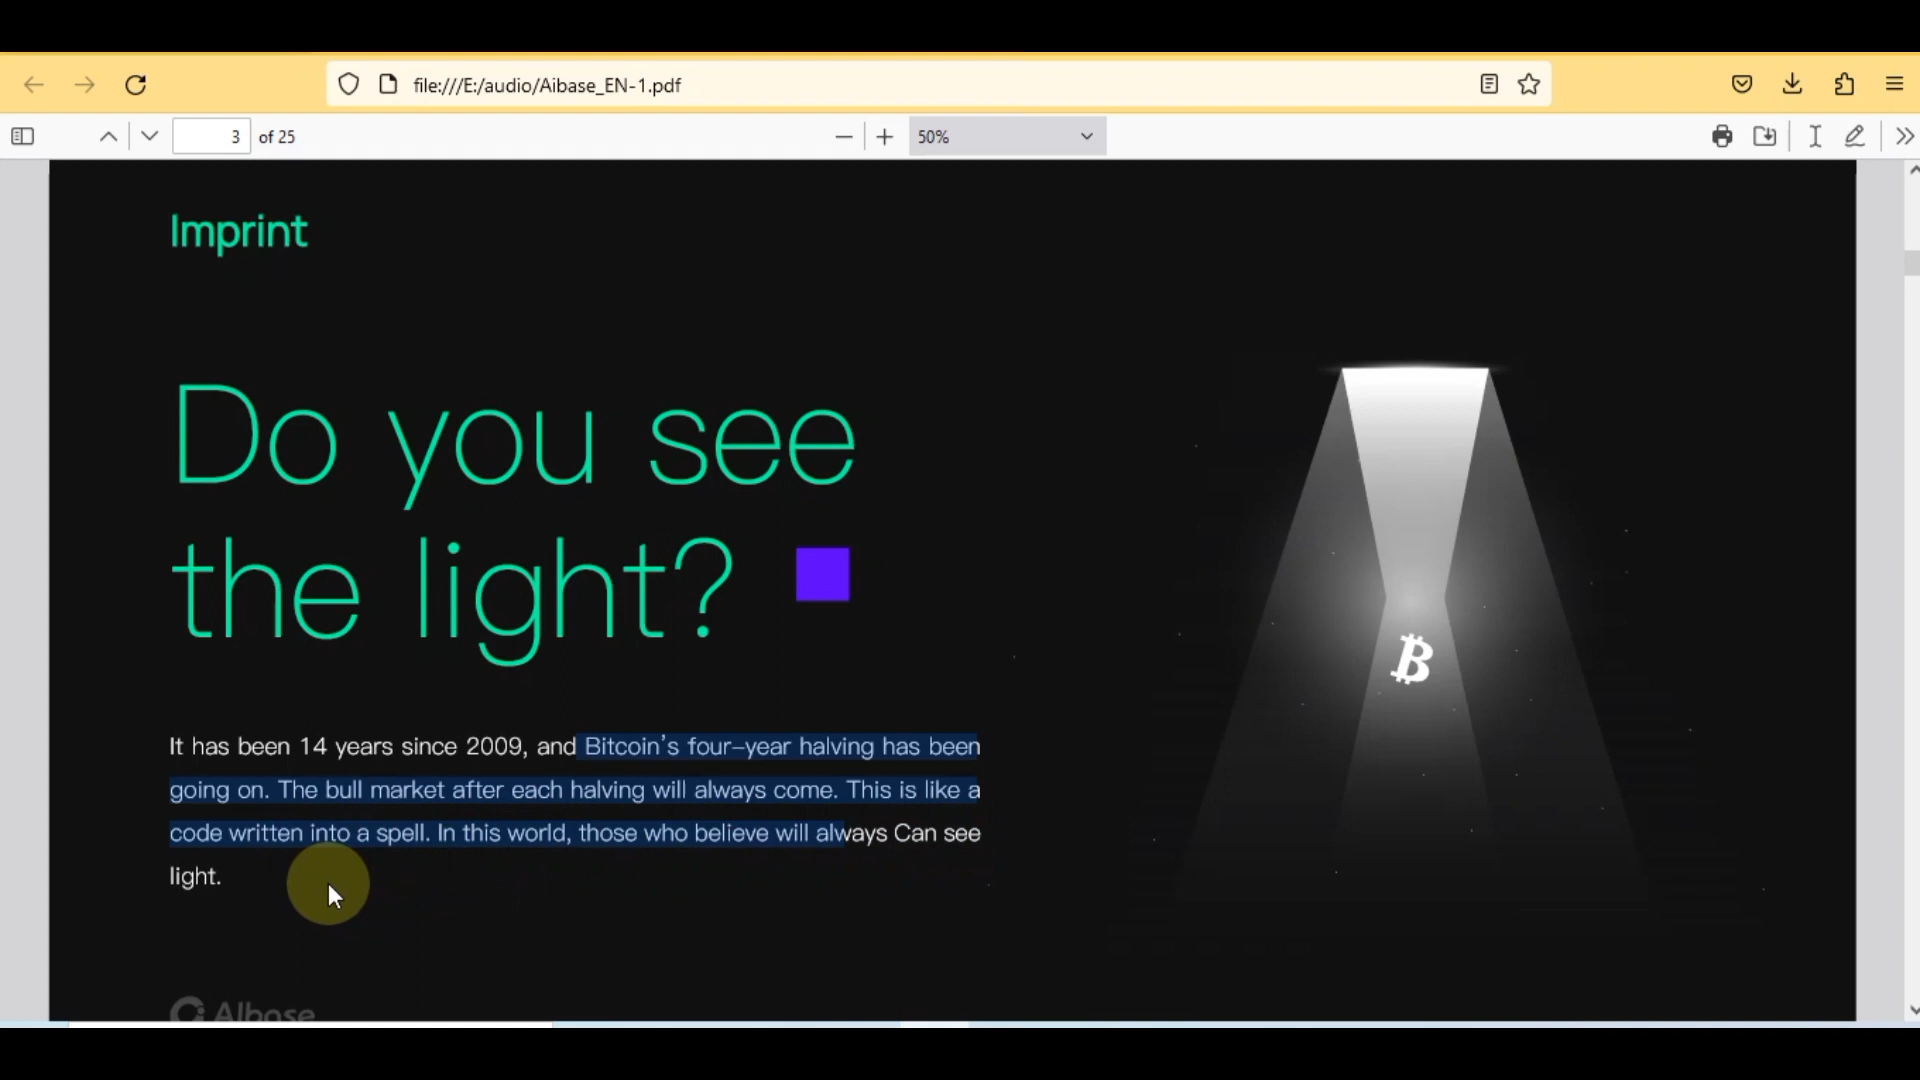 file:///E:/audio/Aibase_EN-1.pdf
3 of 25
50%
Imprint
Do you see
the light?
It has been 14 years since 2009, and Bitcoin's four-year halving has been
going on. The bull market after each halving will always come. This is like a
code written into a spell. In this world, those who believe will always Can see
light.
AIbase